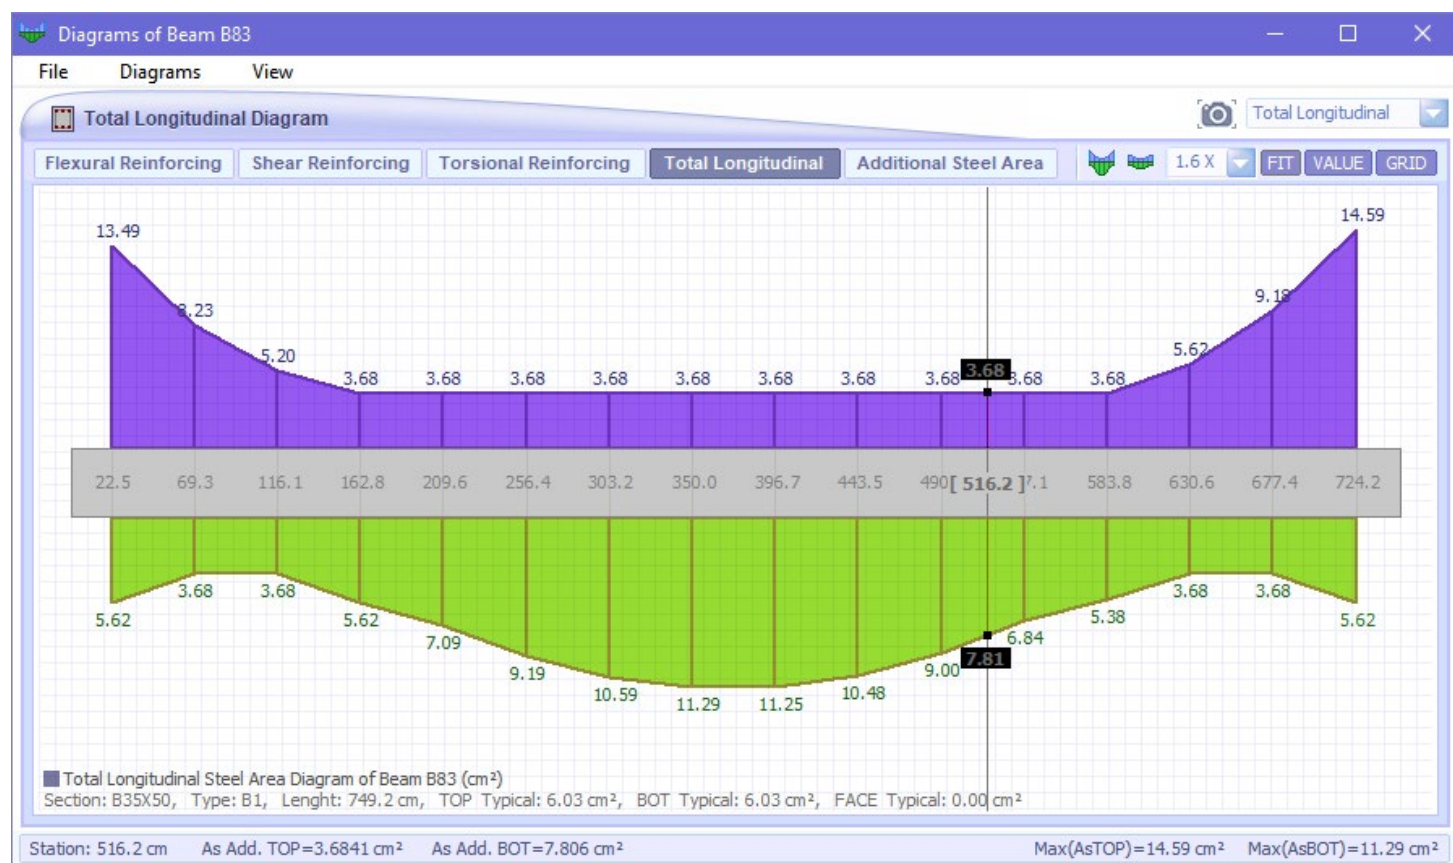 Diagrams of Beam B83
File Diagrams View
Total Longitudinal Diagram
Total Longitudinal
Flexural Reinforcing Shear Reinforcing Torsional Reinforcing Total Longitudinal Additional Steel Area 1.6 X FIT VALUE GRID
14.59
13.49
9.18
8.23
5.62
5.20
3.68 3.68 3.68 3.68 3.68 3.68 3.68 3.68 3.68 3.68 3.68
22.5 69.3 116.1 162.8 209.6 256.4 303.2 350.0 396.7 443.5 490 [ 516.2 ] 7.1 583.8 630.6 677.4 724.2
3.68 3.68 3.68 3.68
5.62 5.62 5.38 5.62
7.09 6.84
9.19 9.00 7.81
10.59 11.29 11.25 10.48
Total Longitudinal Steel Area Diagram of Beam B83 (cm²)
Section: B35X50, Type: B1, Lenght: 749.2 cm, TOP Typical: 6.03 cm², BOT Typical: 6.03 cm², FACE Typical: 0.00 cm²
Station: 516.2 cm As Add. TOP=3.6841 cm² As Add. BOT=7.806 cm² Max(AsTOP)=14.59 cm² Max(AsBOT)=11.29 cm²